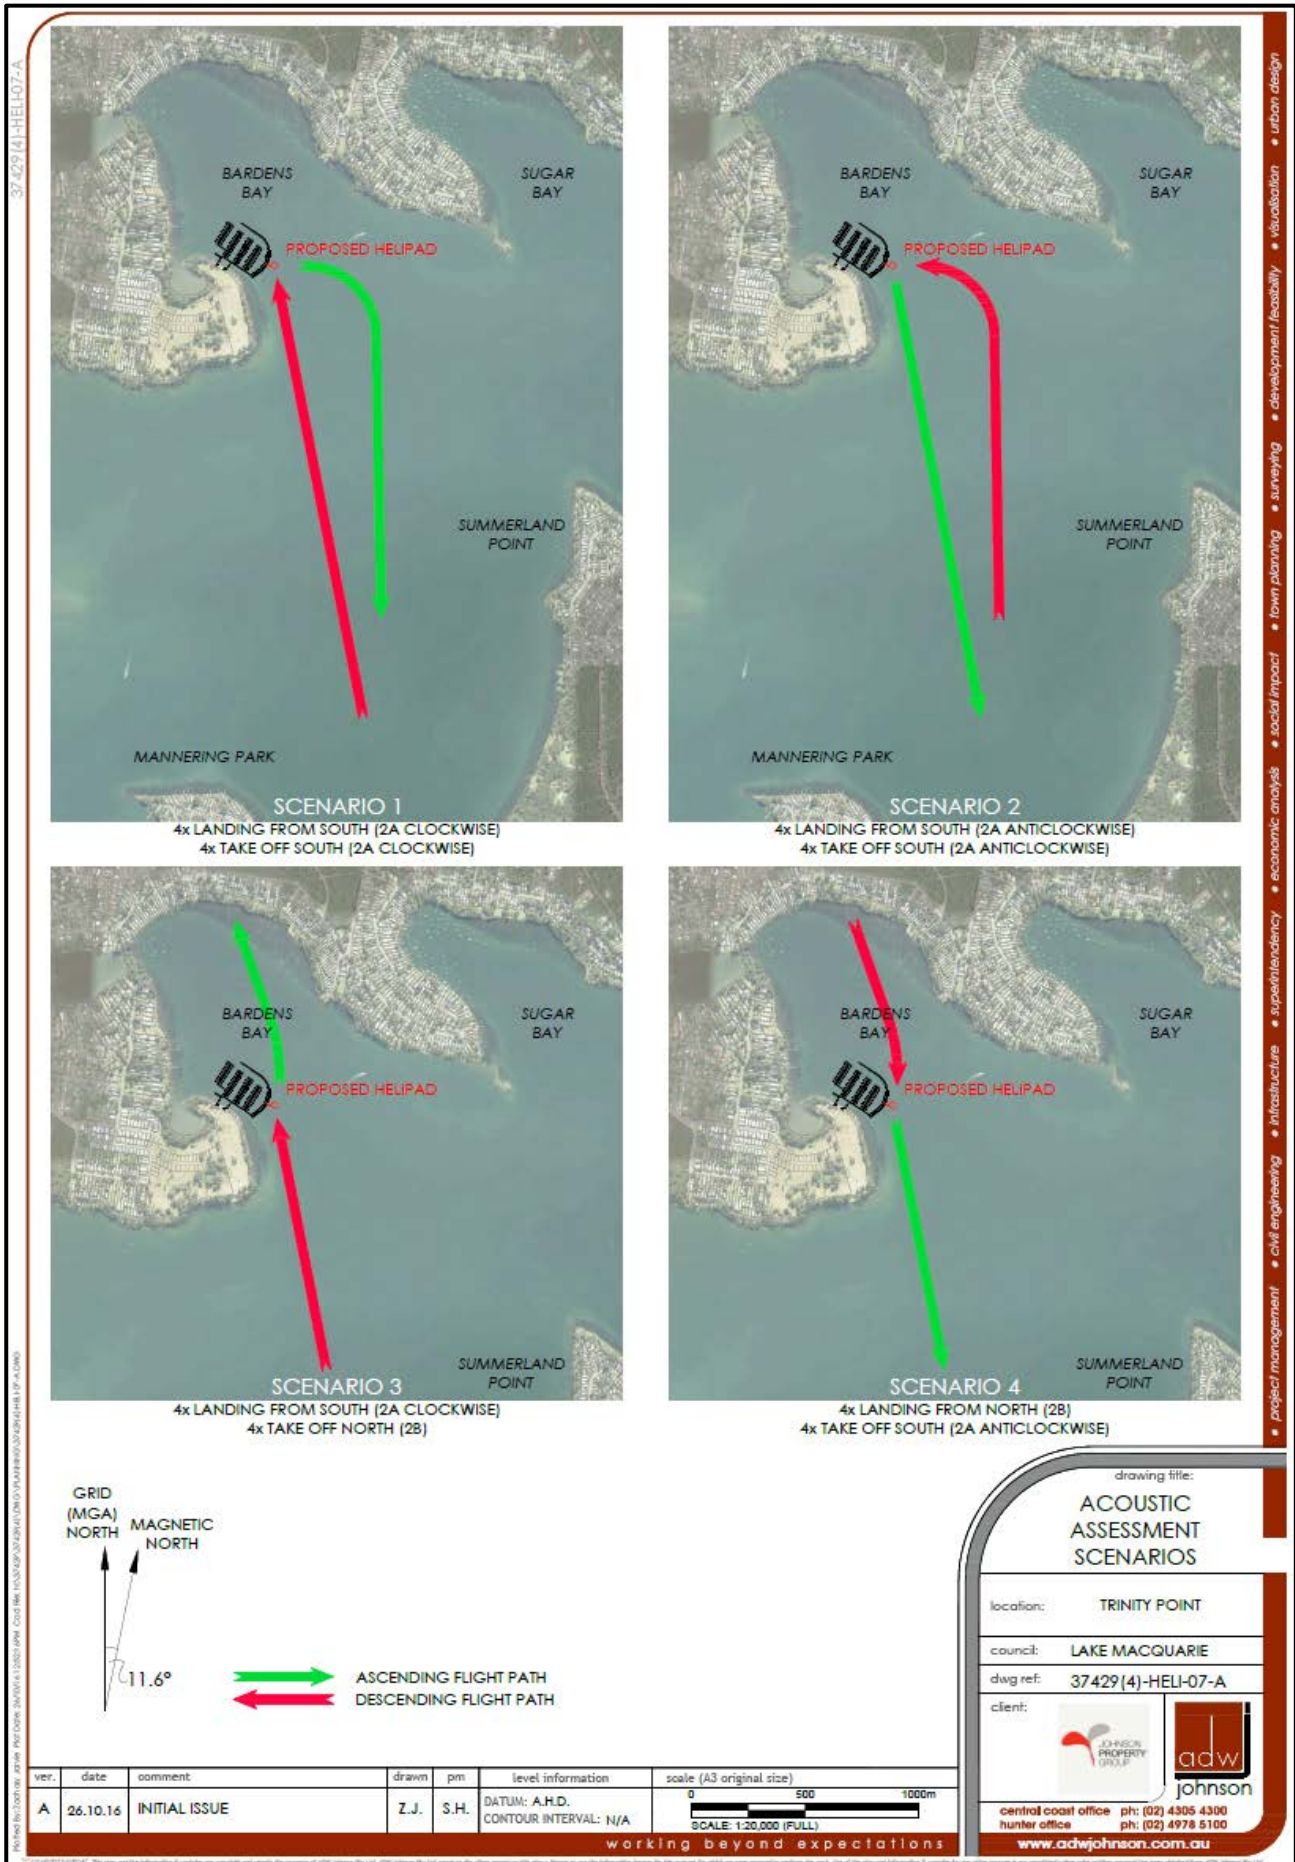 37429(4)-HELI-07-A
BARDENS
BAY
SUGAR
BAY
PROPOSED HELIPAD
SUMMERLAND
POINT
MANNERING PARK
SCENARIO 1
4x LANDING FROM SOUTH (2A CLOCKWISE)
4x TAKE OFF SOUTH (2A CLOCKWISE)
BARDENS
BAY
SUGAR
BAY
PROPOSED HELIPAD
SUMMERLAND
POINT
MANNERING PARK
SCENARIO 2
4x LANDING FROM SOUTH (2A ANTICLOCKWISE)
4x TAKE OFF SOUTH (2A ANTICLOCKWISE)
BARDENS
BAY
SUGAR
BAY
PROPOSED HELIPAD
SUMMERLAND
POINT
SCENARIO 3
4x LANDING FROM SOUTH (2A CLOCKWISE)
4x TAKE OFF NORTH (2B)
BARDENS
BAY
SUGAR
BAY
PROPOSED HELIPAD
SUMMERLAND
POINT
SCENARIO 4
4x LANDING FROM NORTH (2B)
4x TAKE OFF SOUTH (2A ANTICLOCKWISE)
• project management • civil engineering • infrastructure • superintendency • economic analysis • social impact • town planning • surveying • development feasibility • visualisation • urban design
GRID
(MGA)
NORTH
MAGNETIC
NORTH
11.6°
ASCENDING FLIGHT PATH
DESCENDING FLIGHT PATH
drawing title:
ACOUSTIC
ASSESSMENT
SCENARIOS
location: TRINITY POINT
council: LAKE MACQUARIE
dwg ref: 37429(4)-HELI-07-A
client:
JOHNSON
PROPERTY
GROUP
adw
johnson
central coast office ph: (02) 4305 4300
hunter office ph: (02) 4978 5100
www.adwjohnson.com.au
ver. date comment drawn pm level information scale (A3 original size)
A 26.10.16 INITIAL ISSUE Z.J. S.H. DATUM: A.H.D.
CONTOUR INTERVAL: N/A
0 500 1000m
SCALE: 1:20,000 (FULL)
working beyond expectations